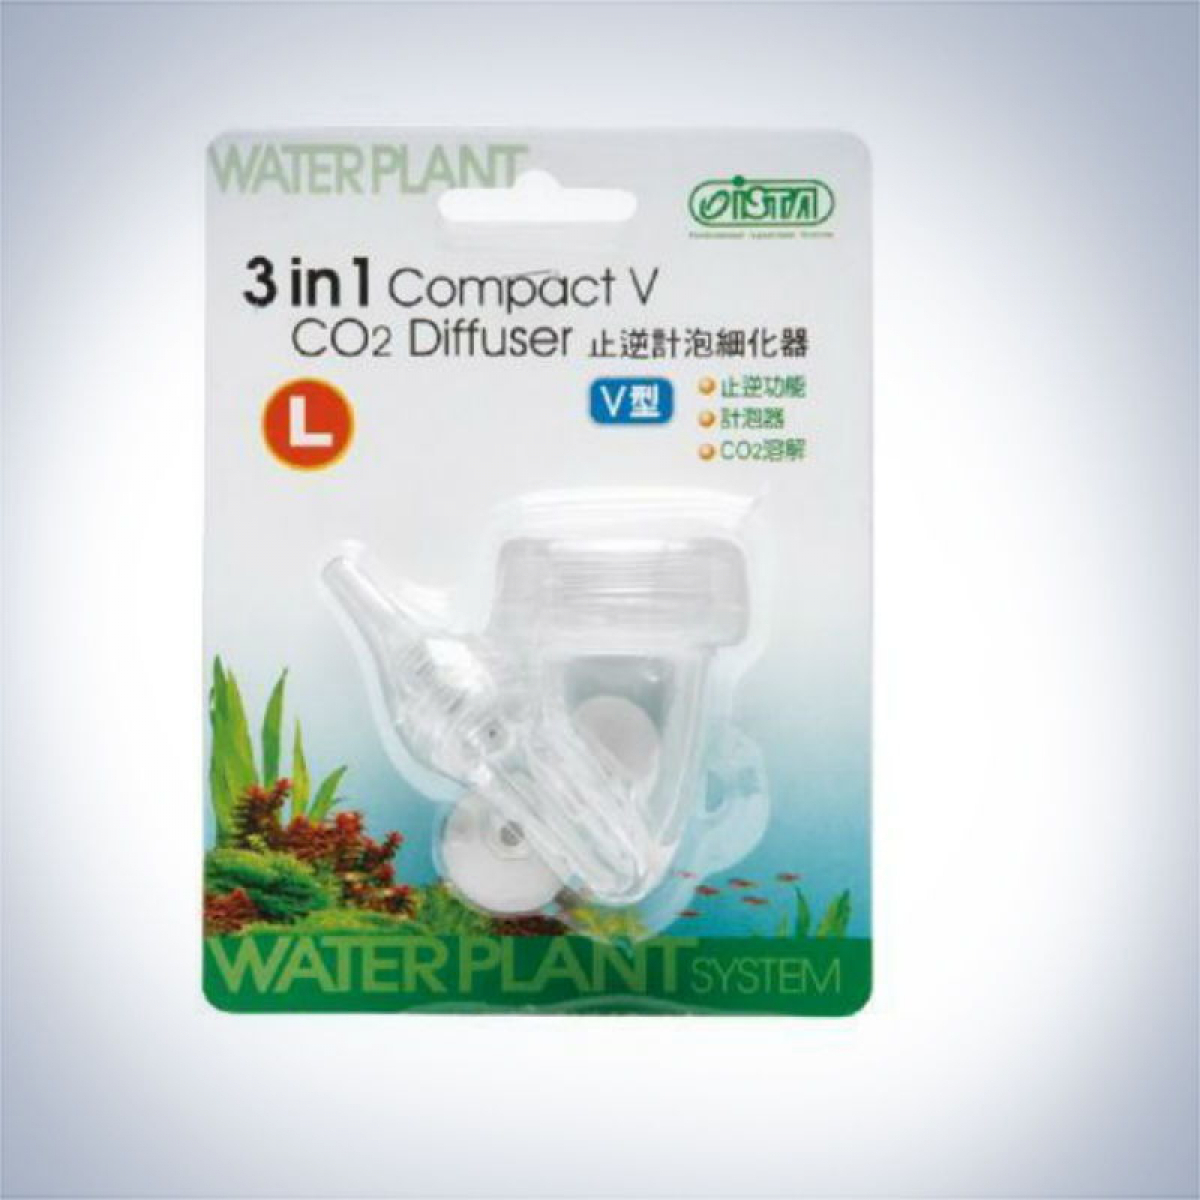 WATER PLANT
ISTA
3 in 1 Compact V
CO2 Diffuser 止逆計泡細化器
L
V型
止逆功能
計泡器
CO2溶解
WATER PLANT SYSTEM